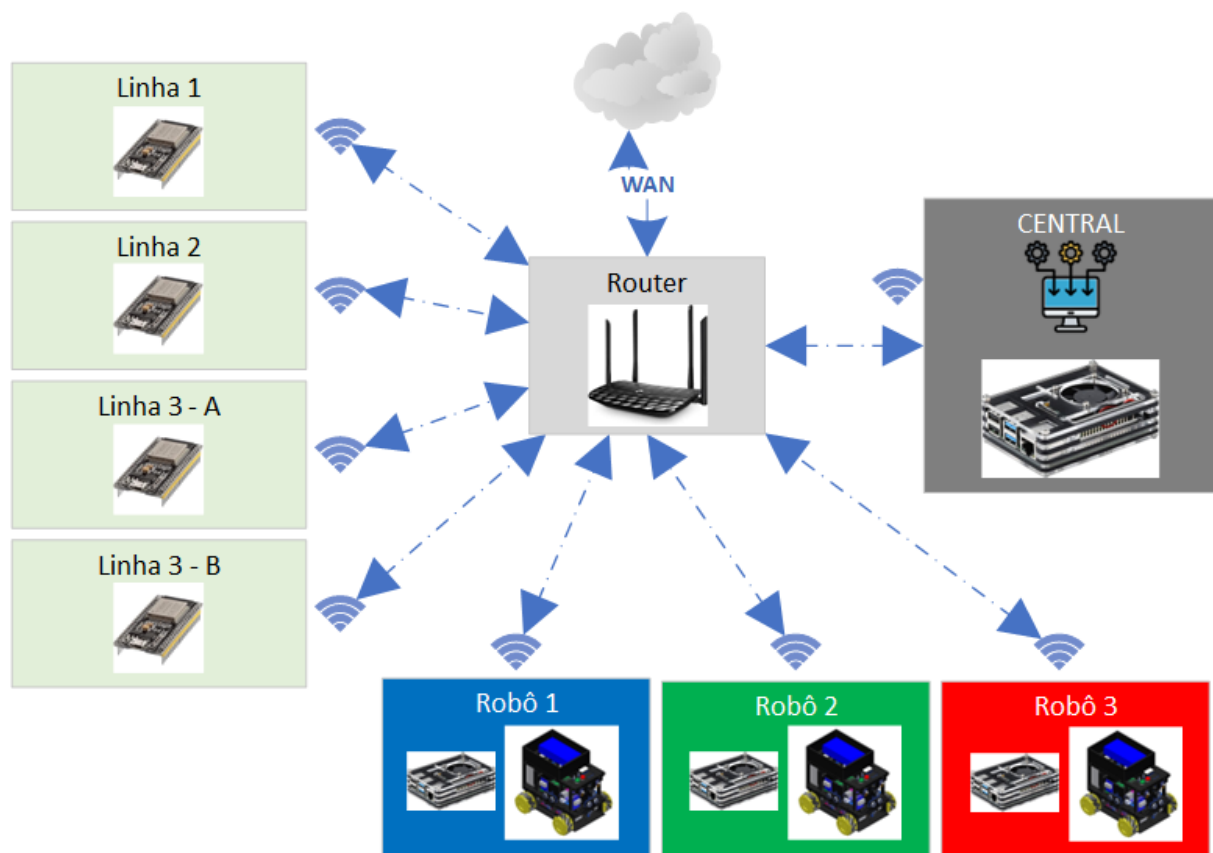 Linha 1
WAN
Linha 2
CENTRAL
Router
Linha 3 - A
Linha 3 - B
Robô 1
Robô 2
Robô 3